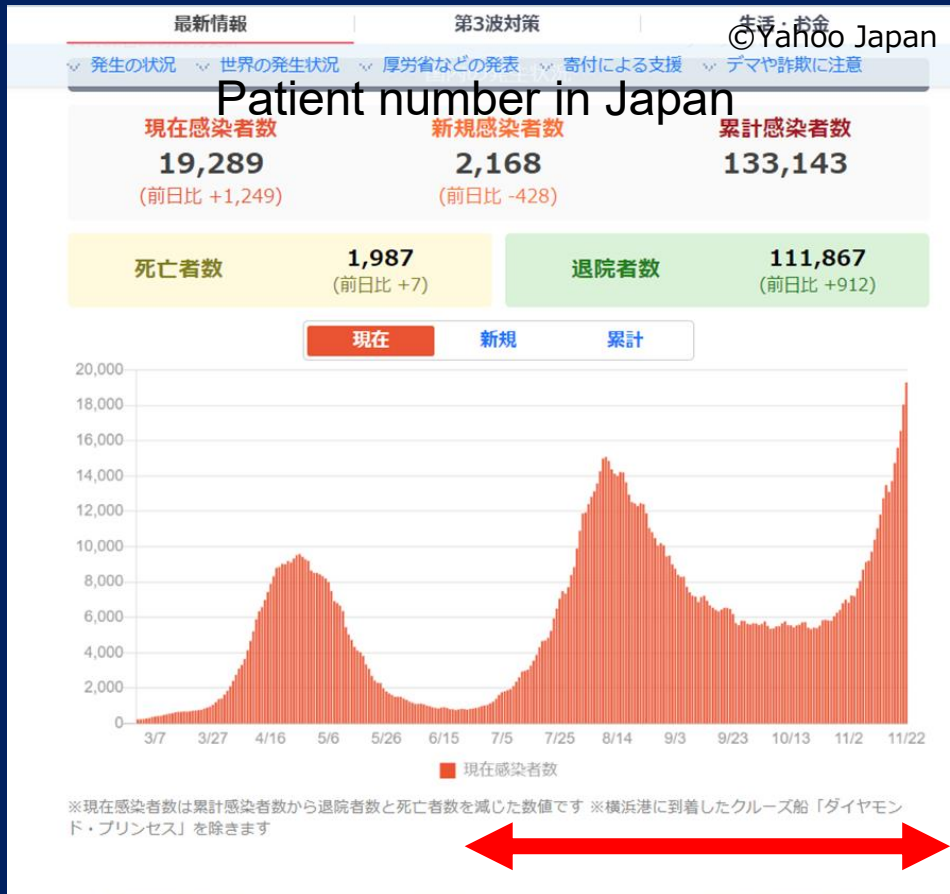 最新情報 第3波対策 生活・お金
©Yahoo Japan
発生の状況 世界の発生状況 厚労省などの発表 寄付による支援 デマや詐欺に注意
Patient number in Japan
現在感染者数 新規感染者数 累計感染者数
19,289 2,168 133,143
(前日比 +1,249) (前日比 -428)
死亡者数 1,987 退院者数 111,867
(前日比 +7) (前日比 +912)
現在 新規 累計
20,000
18,000
16,000
14,000
12,000
10,000
8,000
6,000
4,000
2,000
0
3/7 3/27 4/16 5/6 5/26 6/15 7/5 7/25 8/14 9/3 9/23 10/13 11/2 11/22
現在感染者数
※現在感染者数は累計感染者数から退院者数と死亡者数を減じた数値です ※横浜港に到着したクルーズ船「ダイヤモン
ド・プリンセス」を除きます